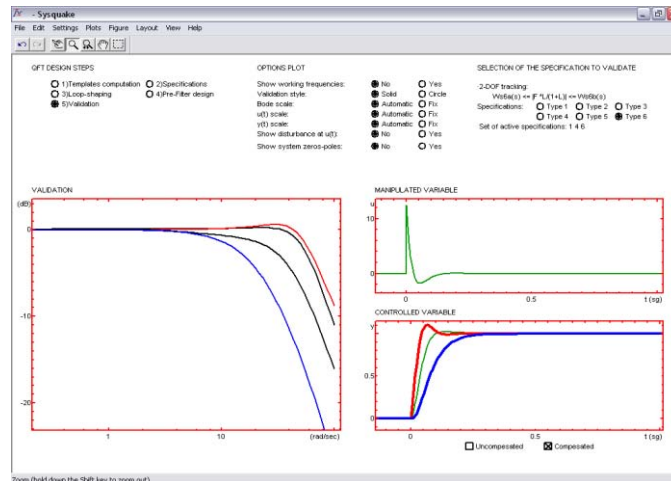 - Sysquake
File Edit Settings Plots Figure Layout View Help
QFT DESIGN STEPS
1)Templates computation 2)Specifications
3)Loop-shaping 4)Pre-Filter design
5)Validation
OPTIONS PLOT
Show working frequencies: No Yes
Validation style: Solid Circle
Bode scale: Automatic Fix
u(t) scale: Automatic Fix
y(t) scale: Automatic Fix
Show disturbance at u(t): No Yes
Show system zeros-poles: No Yes
SELECTION OF THE SPECIFICATION TO VALIDATE
·2-DOF tracking:
Ws6a(s) <= |F *L/(1+L)| <= Ws6b(s)
Specifications: Type 1 Type 2 Type 3
Type 4 Type 5 Type 6
Set of active specifications: 1 4 6
VALIDATION
(dB)
0
-10
-20
1 10 (rad/sec)
MANIPULATED VARIABLE
u
10
0
0 0.5 t (sg)
CONTROLLED VARIABLE
y
0.5
0
0 0.5 t (sg)
Uncompesated Compesated
Zoom (hold down the Shift key to zoom out)